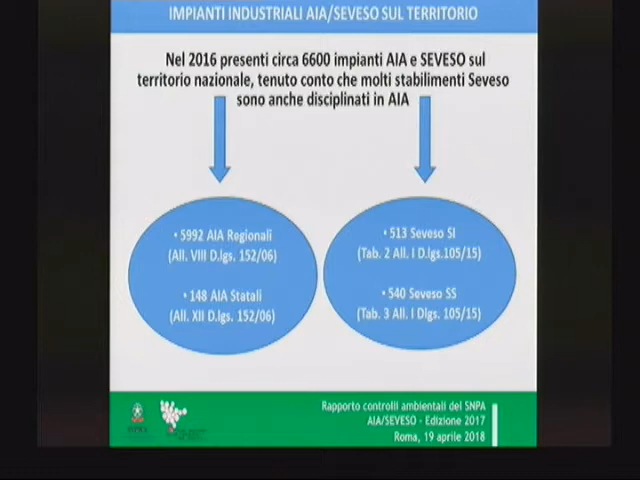 IMPIANTI INDUSTRIALI AIA/SEVESO SUL TERRITORIO
Nel 2016 presenti circa 6600 impianti AIA e SEVESO sul
territorio nazionale, tenuto conto che molti stabilimenti Seveso
sono anche disciplinati in AIA
• 5992 AIA Regionali
(All. VIII D.lgs. 152/06)
• 148 AIA Statali
(All. XII D.lgs. 152/06)
• 513 Seveso SI
(Tab. 2 All. I D.lgs.105/15)
• 540 Seveso SS
(Tab. 3 All. I Dlgs. 105/15)
Rapporto controlli ambientali del SNPA
AIA/SEVESO - Edizione 2017
Roma, 19 aprile 2018